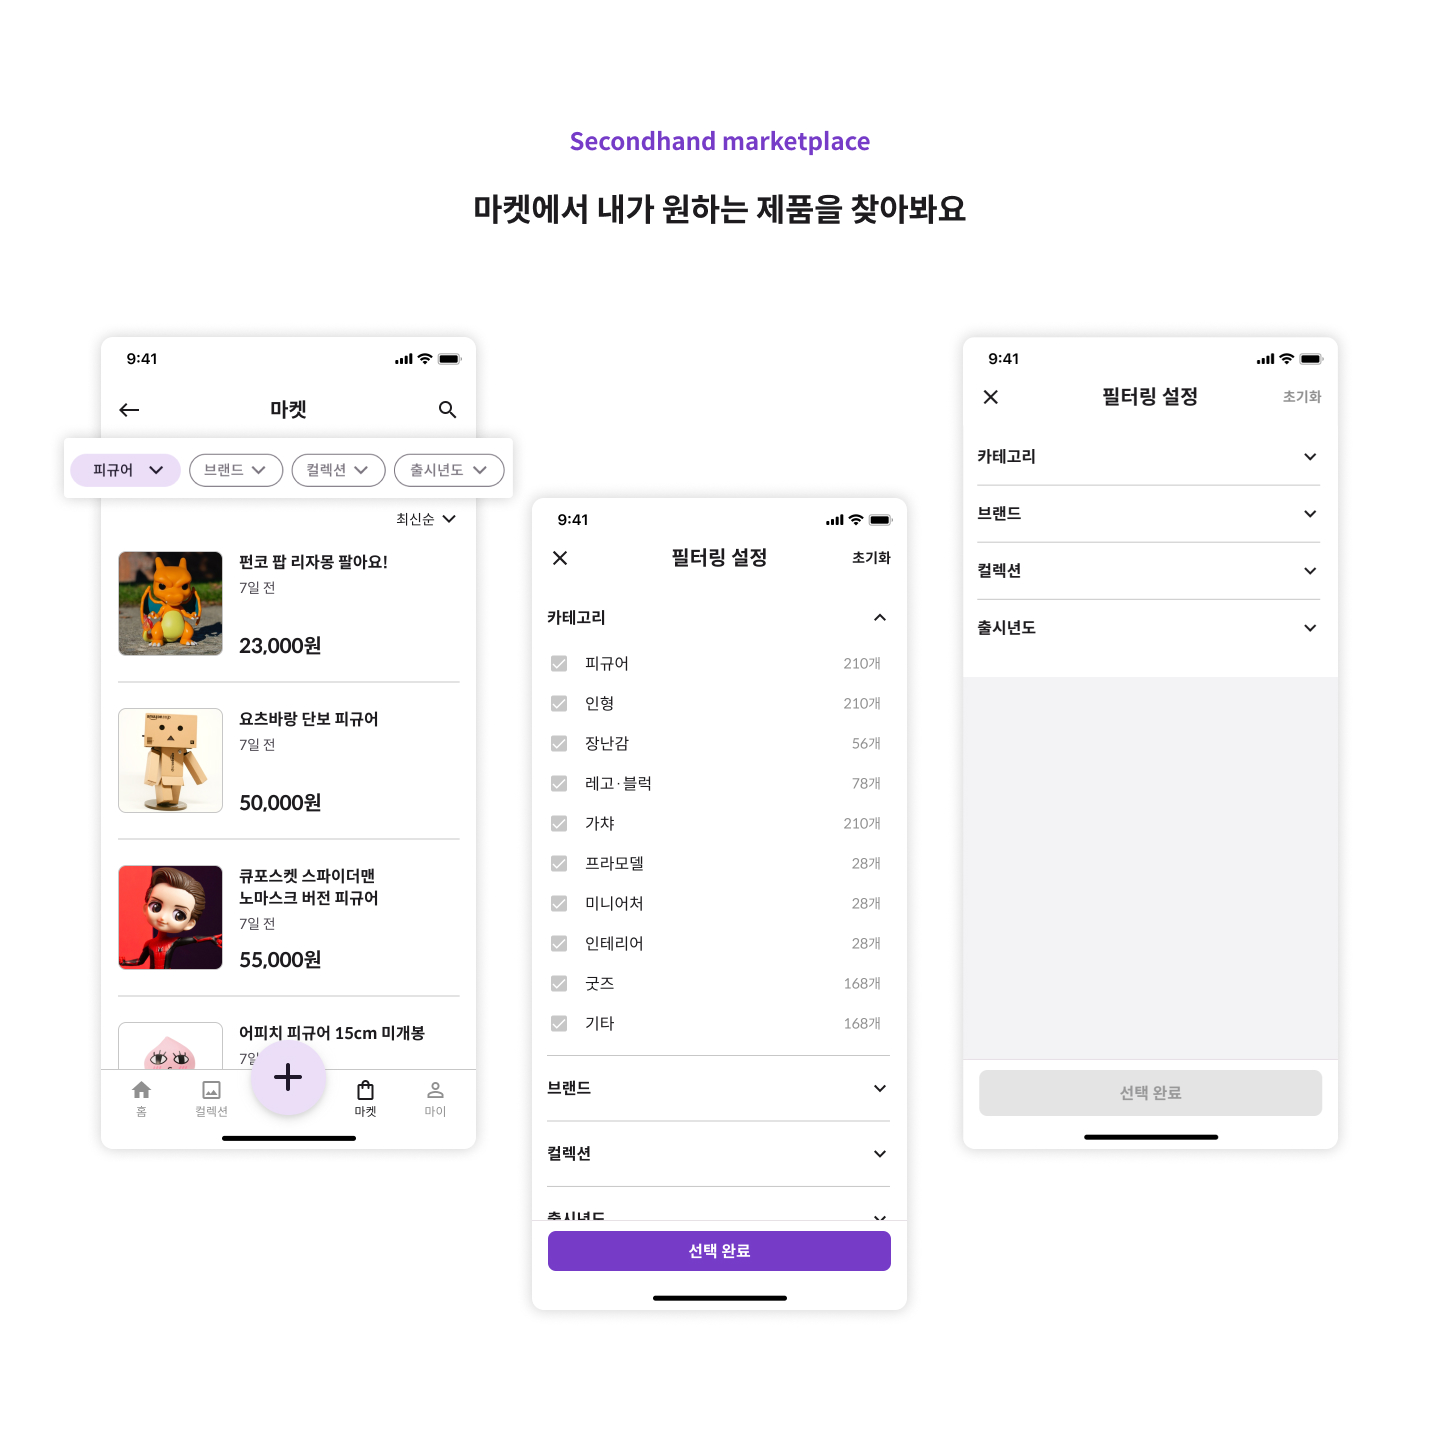 Secondhand marketplace
마켓에서 내가 원하는 제품을 찾아봐요
9:41
마켓
피규어
브랜드
컬렉션
출시년도
최신순
펀코 팝 리자몽 팔아요!
7일 전
23,000원
요츠바랑 단보 피규어
7일 전
50,000원
큐포스켓 스파이더맨
노마스크 버전 피규어
7일 전
55,000원
어피치 피규어 15cm 미개봉
7일
홈
컬렉션
마켓
마이
9:41
필터링 설정
초기화
카테고리
피규어 210개
인형 210개
장난감 56개
레고·블럭 78개
가챠 210개
프라모델 28개
미니어처 28개
인테리어 28개
굿즈 168개
기타 168개
브랜드
컬렉션
출시년도
선택 완료
9:41
필터링 설정
초기화
카테고리
브랜드
컬렉션
출시년도
선택 완료